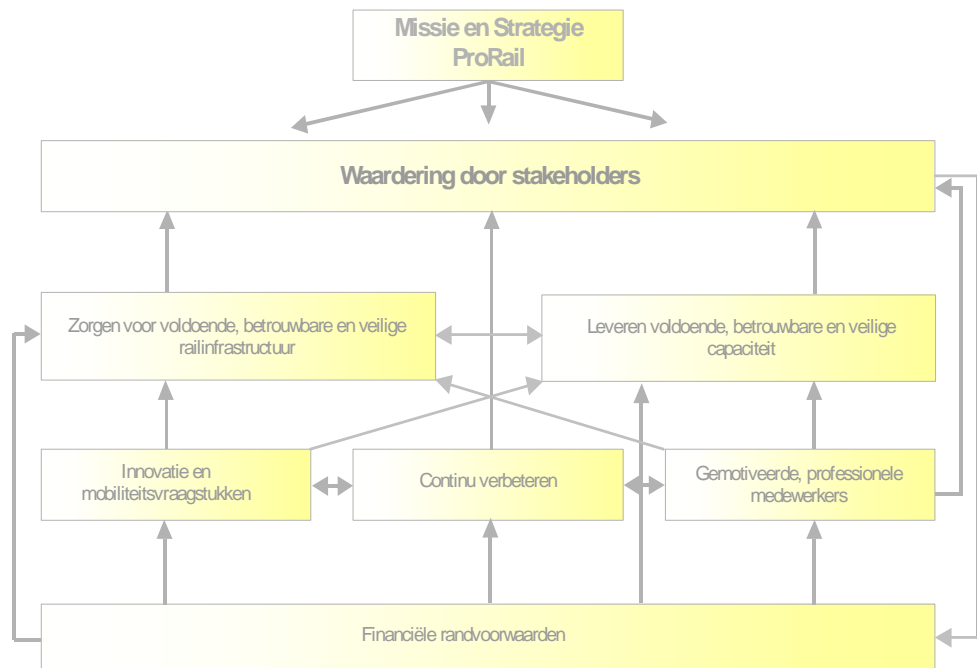 Missie en Strategie
ProRail
Waardering door stakeholders
Zorgen voor voldoende, betrouwbare en veilige
railinfrastructuur
Leveren voldoende, betrouwbare en veilige
capaciteit
Innovatie en
mobiliteitsvraagstukken
Continu verbeteren
Gemotiveerde, professionele
medewerkers
Financiële randvoorwaarden